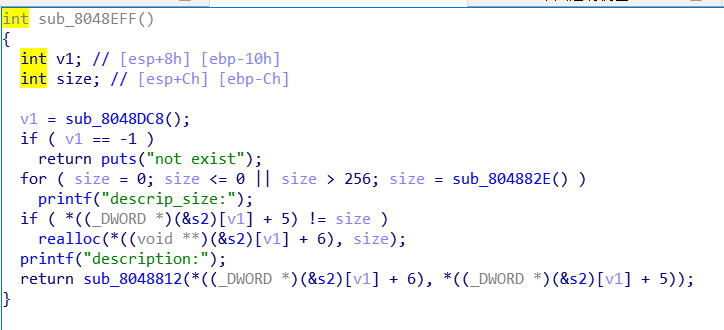 int sub_8048EFF()
{
  int v1; // [esp+8h] [ebp-10h]
  int size; // [esp+Ch] [ebp-Ch]

  v1 = sub_8048DC8();
  if ( v1 == -1 )
    return puts("not exist");
  for ( size = 0; size <= 0 || size > 256; size = sub_804882E() )
    printf("descrip_size:");
  if ( *((_DWORD *)(&s2)[v1] + 5) != size )
    realloc(*((void **)(&s2)[v1] + 6), size);
  printf("description:");
  return sub_8048812(*((_DWORD *)(&s2)[v1] + 6), *((_DWORD *)(&s2)[v1] + 5));
}